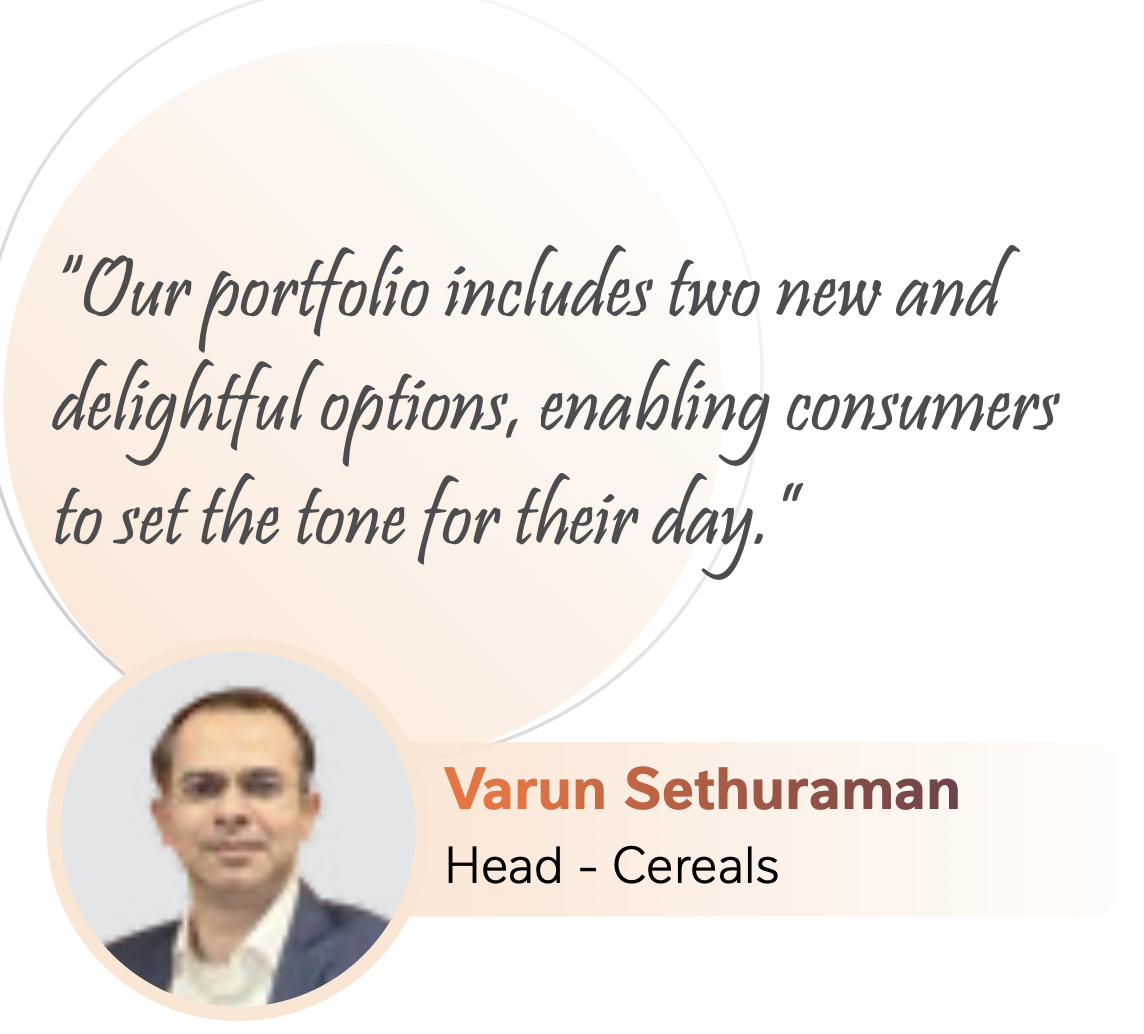 "Our portfolio includes two new and
delightful options, enabling consumers
to set the tone for their day."
Varun Sethuraman
Head - Cereals